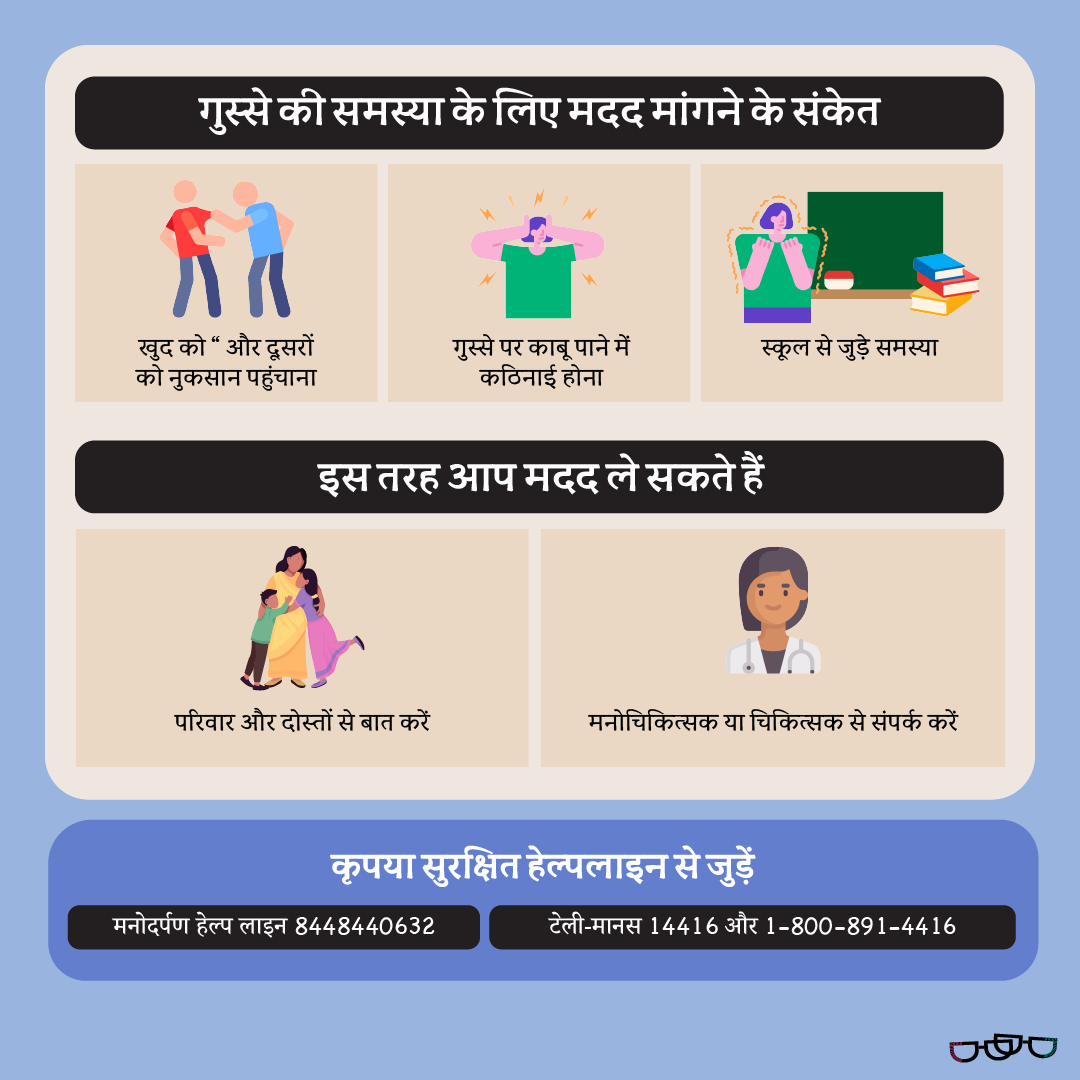 गुस्से की समस्या के लिए मदद मांगने के संकेत
खुद को “ और दूसरों
को नुकसान पहुंचाना
गुस्से पर काबू पाने में
कठिनाई होना
स्कूल से जुड़े समस्या
इस तरह आप मदद ले सकते हैं
परिवार और दोस्तों से बात करें
मनोचिकित्सक या चिकित्सक से संपर्क करें
कृपया सुरक्षित हेल्पलाइन से जुड़ें
मनोदर्पण हेल्प लाइन 8448440632
टेली-मानस 14416 और 1-800-891-4416